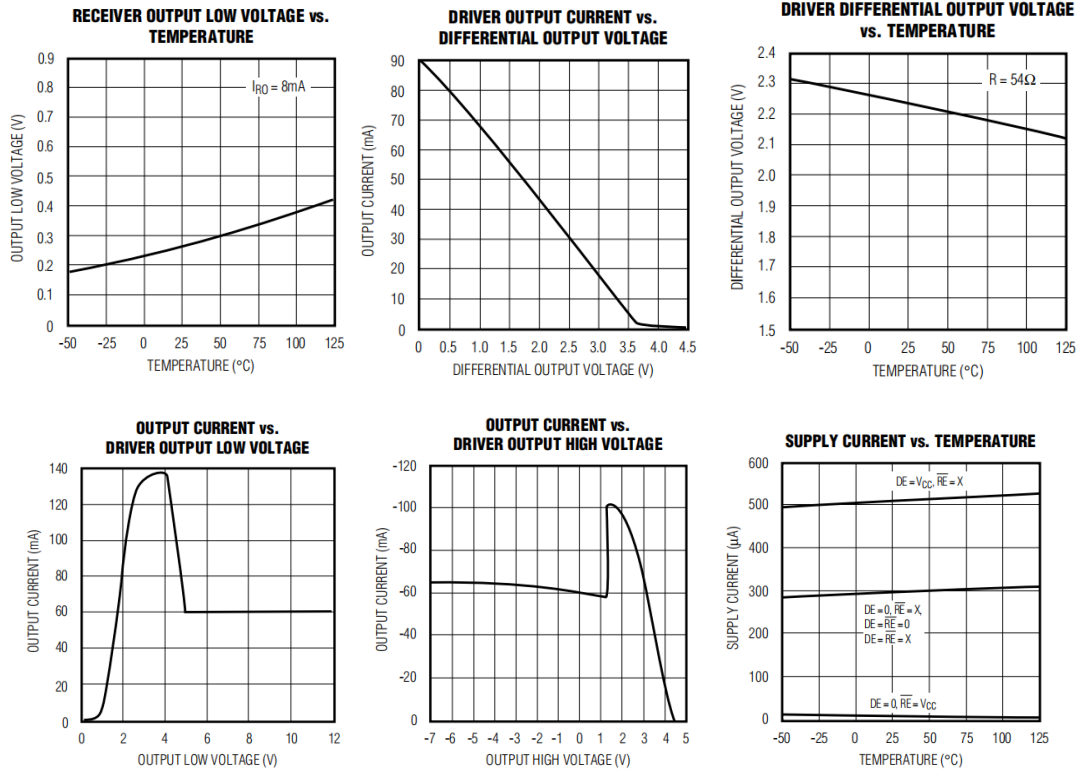 RECEIVER OUTPUT LOW VOLTAGE vs.
TEMPERATURE
0.9
0.8
0.7
0.6
0.5
0.4
0.3
0.2
0.1
0
IRO = 8mA
OUTPUT LOW VOLTAGE (V)
-50 -25 0 25 50 75 100 125
TEMPERATURE (°C)
DRIVER OUTPUT CURRENT vs.
DIFFERENTIAL OUTPUT VOLTAGE
90
80
70
60
50
40
30
20
10
0
OUTPUT CURRENT (mA)
0 0.5 1.0 1.5 2.0 2.5 3.0 3.5 4.0 4.5
DIFFERENTIAL OUTPUT VOLTAGE (V)
DRIVER DIFFERENTIAL OUTPUT VOLTAGE
vs. TEMPERATURE
2.4
2.3
2.2
2.1
2.0
1.9
1.8
1.7
1.6
1.5
R = 54Ω
DIFFERENTIAL OUTPUT VOLTAGE (V)
-50 -25 0 25 50 75 100 125
TEMPERATURE (°C)
OUTPUT CURRENT vs.
DRIVER OUTPUT LOW VOLTAGE
140
120
100
80
60
40
20
0
OUTPUT CURRENT (mA)
0 2 4 6 8 10 12
OUTPUT LOW VOLTAGE (V)
OUTPUT CURRENT vs.
DRIVER OUTPUT HIGH VOLTAGE
-120
-100
-80
-60
-40
-20
0
OUTPUT CURRENT (mA)
-7 -6 -5 -4 -3 -2 -1 0 1 2 3 4 5
OUTPUT HIGH VOLTAGE (V)
SUPPLY CURRENT vs. TEMPERATURE
600
500
400
300
200
100
0
DE = VCC, R̅E̅ = X
DE = 0, R̅E̅ = X,
DE = R̅E̅ = 0
DE = R̅E̅ = X
DE = 0, R̅E̅ = VCC
SUPPLY CURRENT (µA)
-50 -25 0 25 50 75 100 125
TEMPERATURE (°C)